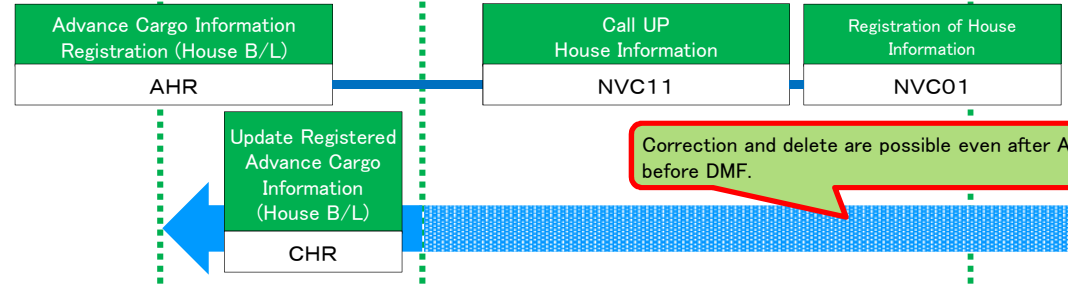 Advance Cargo Information
Registration (House B/L)
AHR
Call UP
House Information
NVC11
Registration of House
Information
NVC01
Update Registered
Advance Cargo
Information
(House B/L)
CHR
Correction and delete are possible even after A
before DMF.